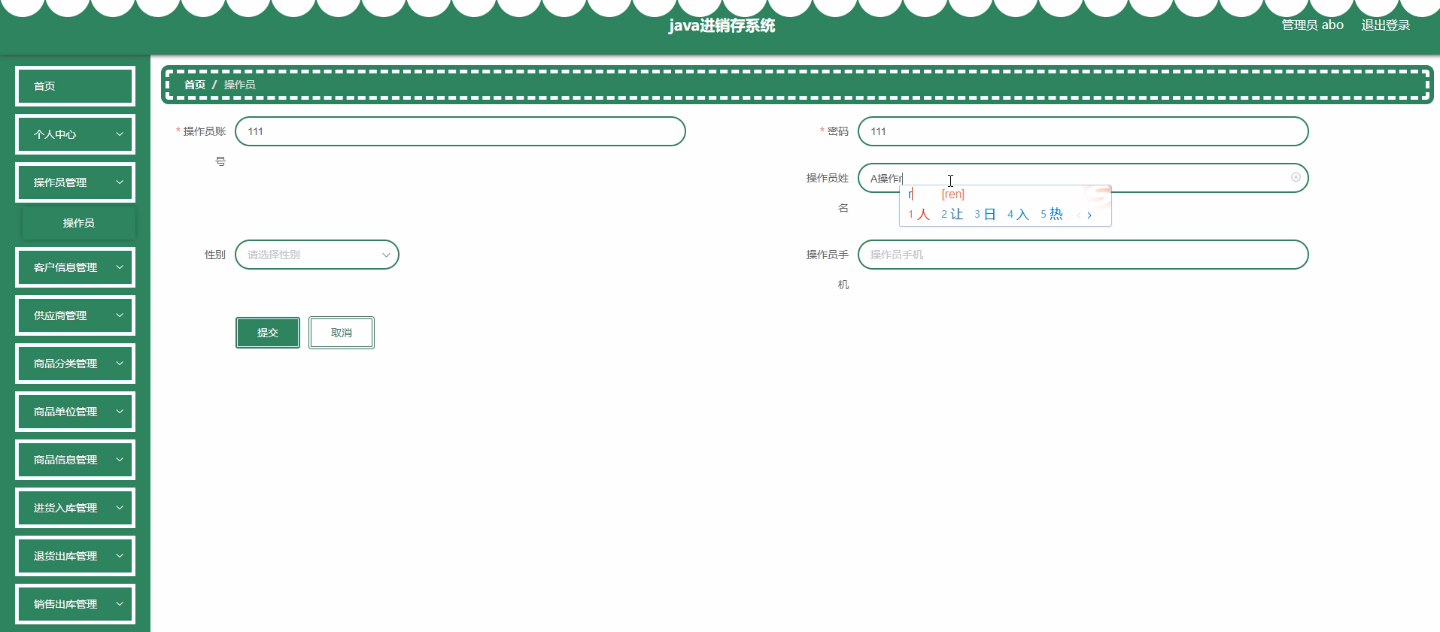 java进销存系统
管理员 abo 退出登录
首页
个人中心
操作员管理
操作员
客户信息管理
供应商管理
商品分类管理
商品单位管理
商品信息管理
进货入库管理
退货出库管理
销售出库管理
首页 / 操作员
* 操作员账号 111
* 密码 111
操作员姓名 A操作r
r [ren]
1 人 2 让 3 日 4 入 5 热
性别 请选择性别
操作员手机 操作员手机
提交 取消